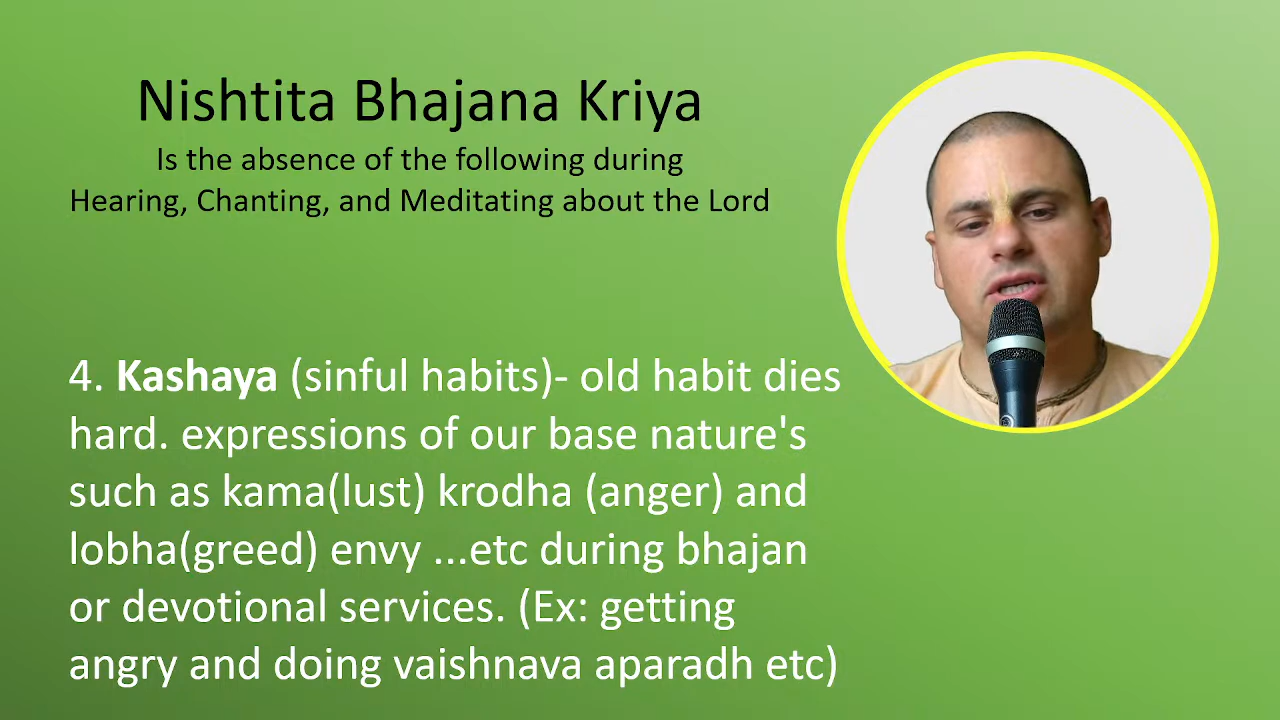 Nishtita Bhajana Kriya
Is the absence of the following during
Hearing, Chanting, and Meditating about the Lord
4. Kashaya (sinful habits)- old habit dies
hard. expressions of our base nature's
such as kama(lust) krodha (anger) and
lobha(greed) envy ...etc during bhajan
or devotional services. (Ex: getting
angry and doing vaishnava aparadh etc)